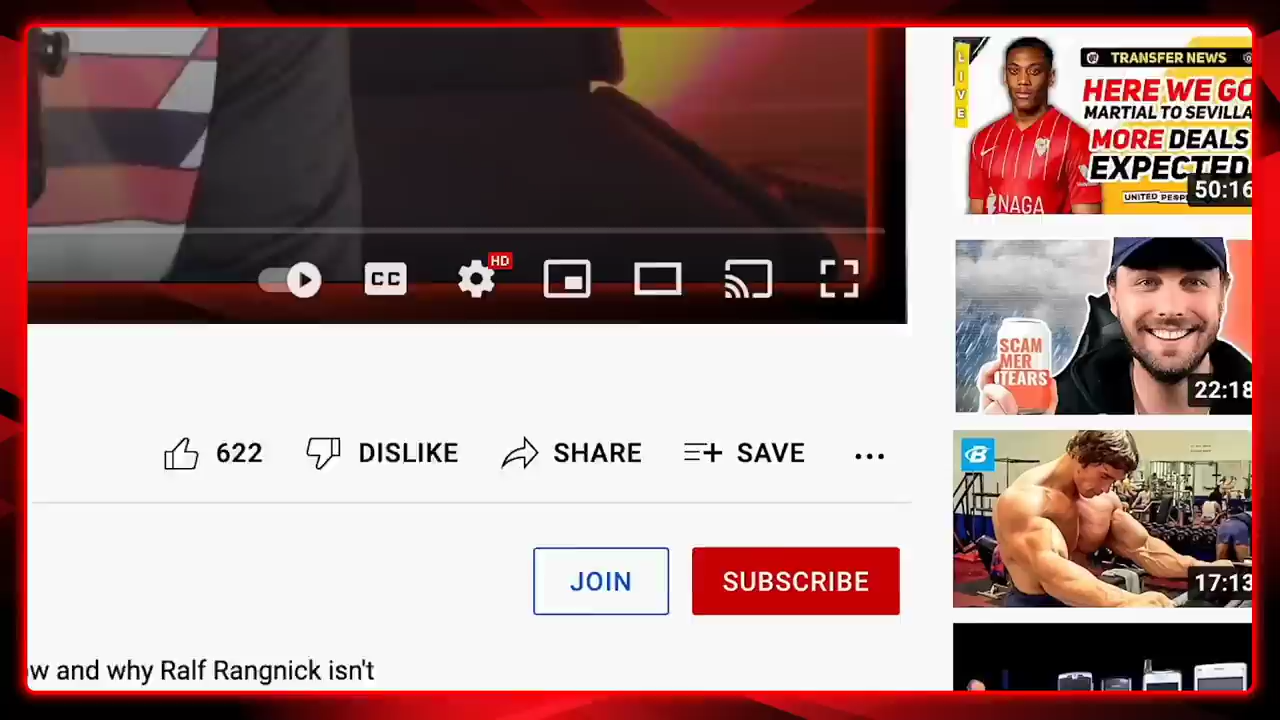 HD
CC
622
DISLIKE
SHARE
SAVE
JOIN
SUBSCRIBE
and why Ralf Rangnick isn't
LIVE
TRANSFER NEWS
HERE WE GO
MARTIAL TO SEVILLA
MORE DEALS
EXPECTED
UNITED
50:16
NAGA
SCAM
MER
TEARS
22:18
B
17:13